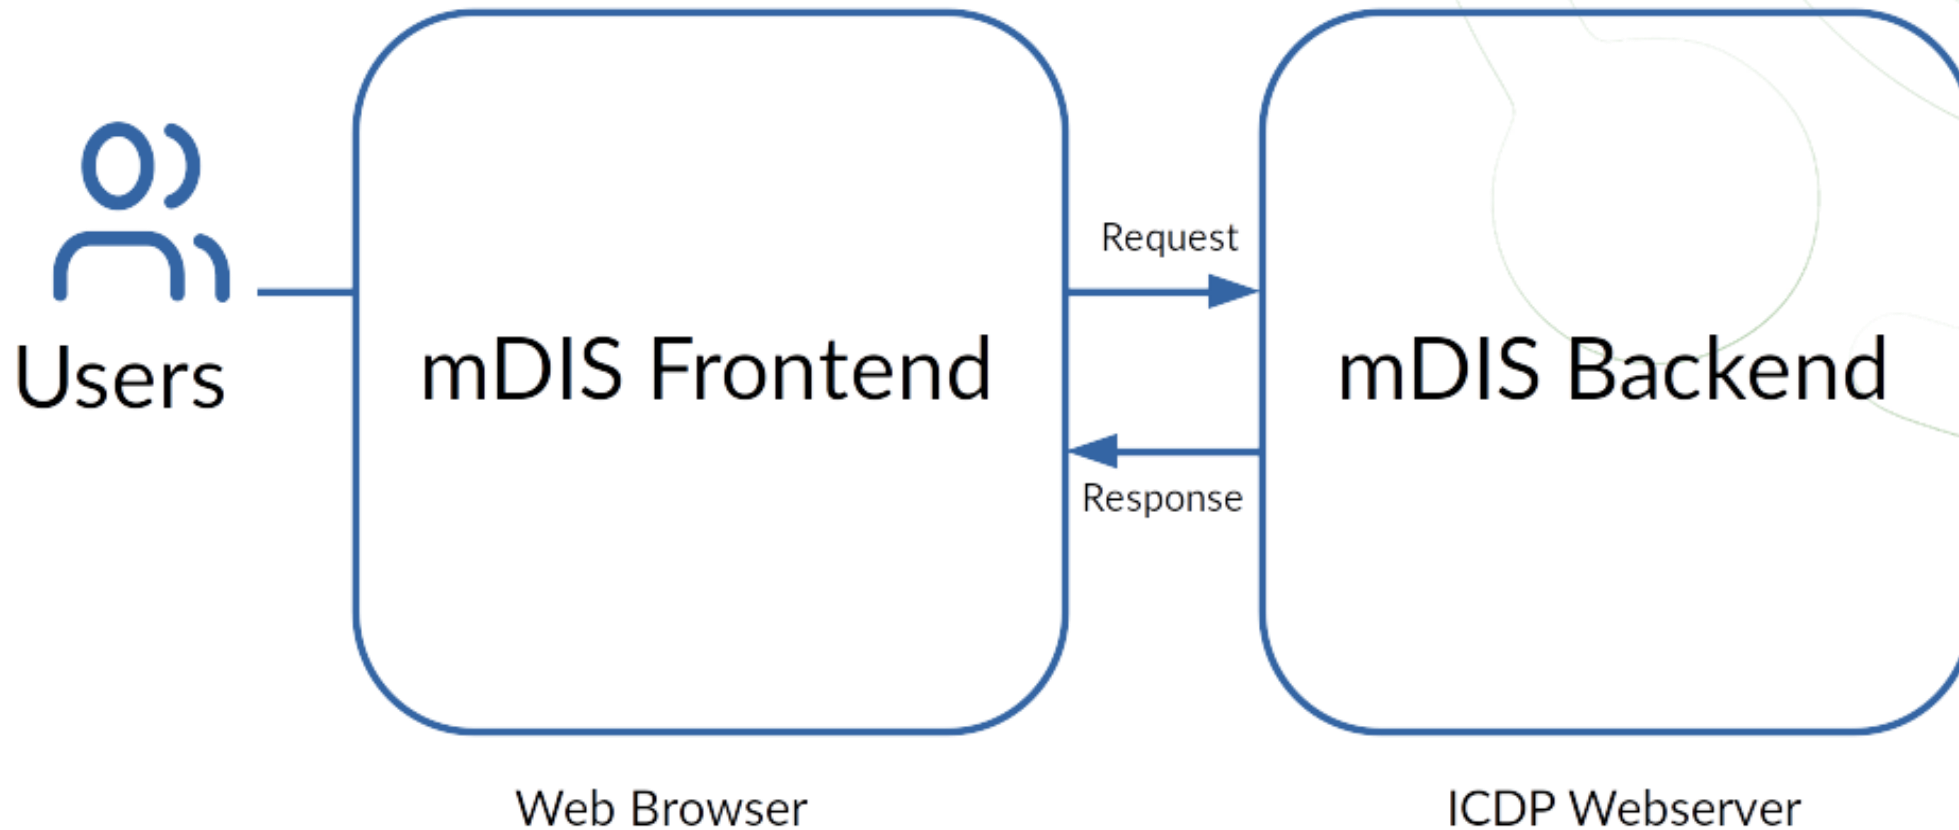 Users
mDIS Frontend
Request
Response
mDIS Backend
Web Browser
ICDP Webserver